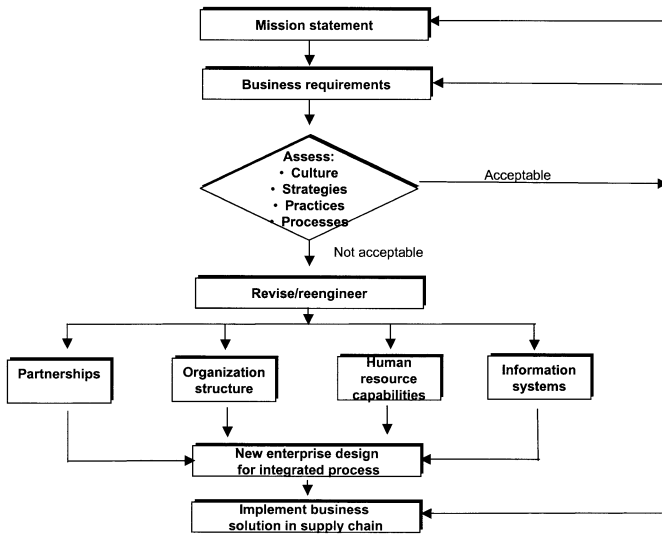 Mission statement
Business requirements
Assess:
• Culture
• Strategies
• Practices
• Processes
Acceptable
Not acceptable
Revise/reengineer
Partnerships
Organization
structure
Human
resource
capabilities
Information
systems
New enterprise design
for integrated process
Implement business
solution in supply chain